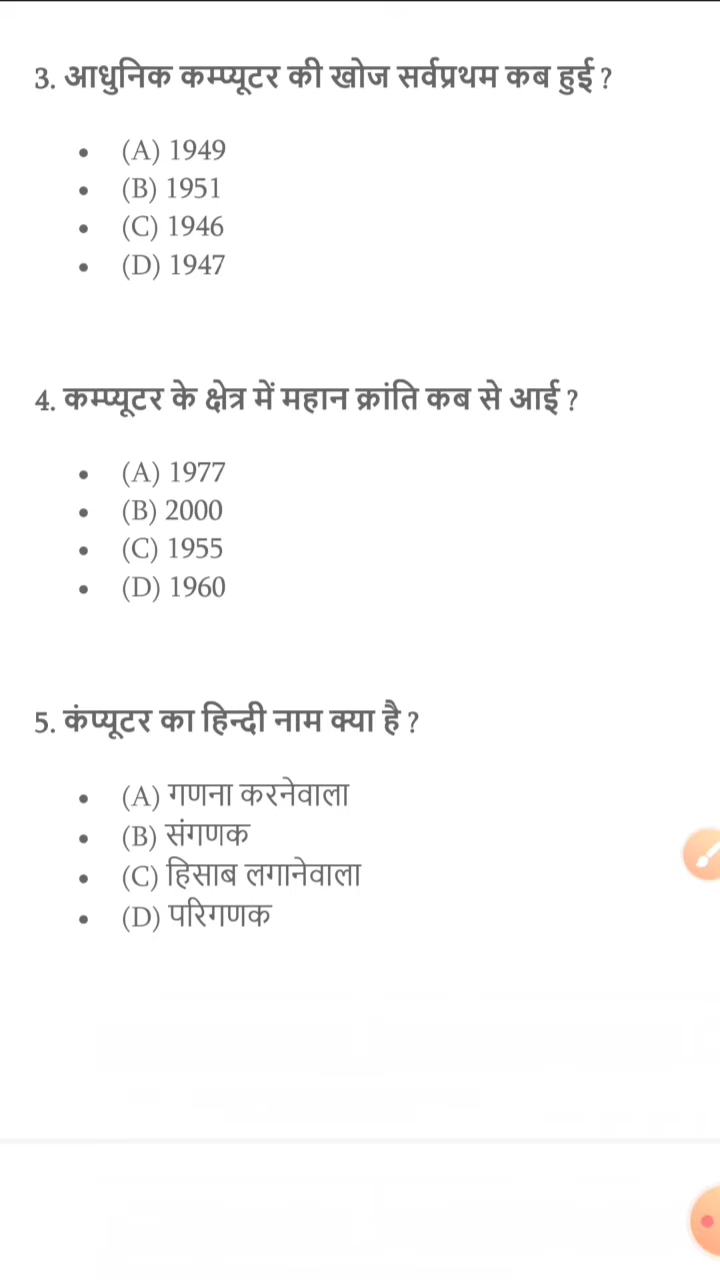 3. आधुनिक कम्प्यूटर की खोज सर्वप्रथम कब हुई ?
• (A) 1949
• (B) 1951
• (C) 1946
• (D) 1947
4. कम्प्यूटर के क्षेत्र में महान क्रांति कब से आई ?
• (A) 1977
• (B) 2000
• (C) 1955
• (D) 1960
5. कंप्यूटर का हिन्दी नाम क्या है ?
• (A) गणना करनेवाला
• (B) संगणक
• (C) हिसाब लगानेवाला
• (D) परिगणक